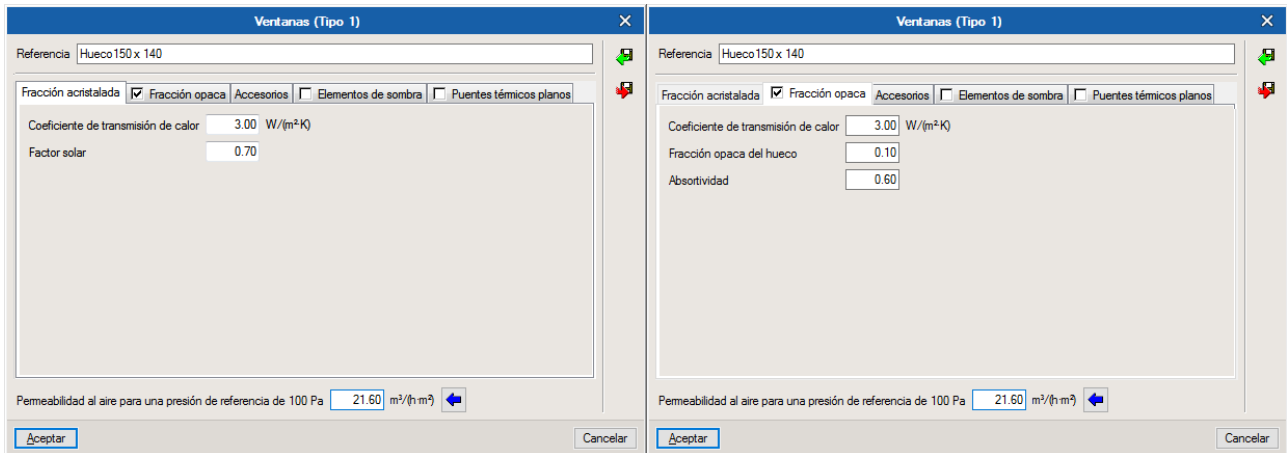 Ventanas (Tipo 1)
Referencia Hueco150 x 140
Fracción acristalada Fracción opaca Accesorios Elementos de sombra Puentes térmicos planos
Coeficiente de transmisión de calor 3.00 W/(m²·K)
Factor solar 0.70
Permeabilidad al aire para una presión de referencia de 100 Pa 21.60 m³/(h·m²)
Aceptar Cancelar
Ventanas (Tipo 1)
Referencia Hueco150 x 140
Fracción acristalada Fracción opaca Accesorios Elementos de sombra Puentes térmicos planos
Coeficiente de transmisión de calor 3.00 W/(m²·K)
Fracción opaca del hueco 0.10
Absortividad 0.60
Permeabilidad al aire para una presión de referencia de 100 Pa 21.60 m³/(h·m²)
Aceptar Cancelar